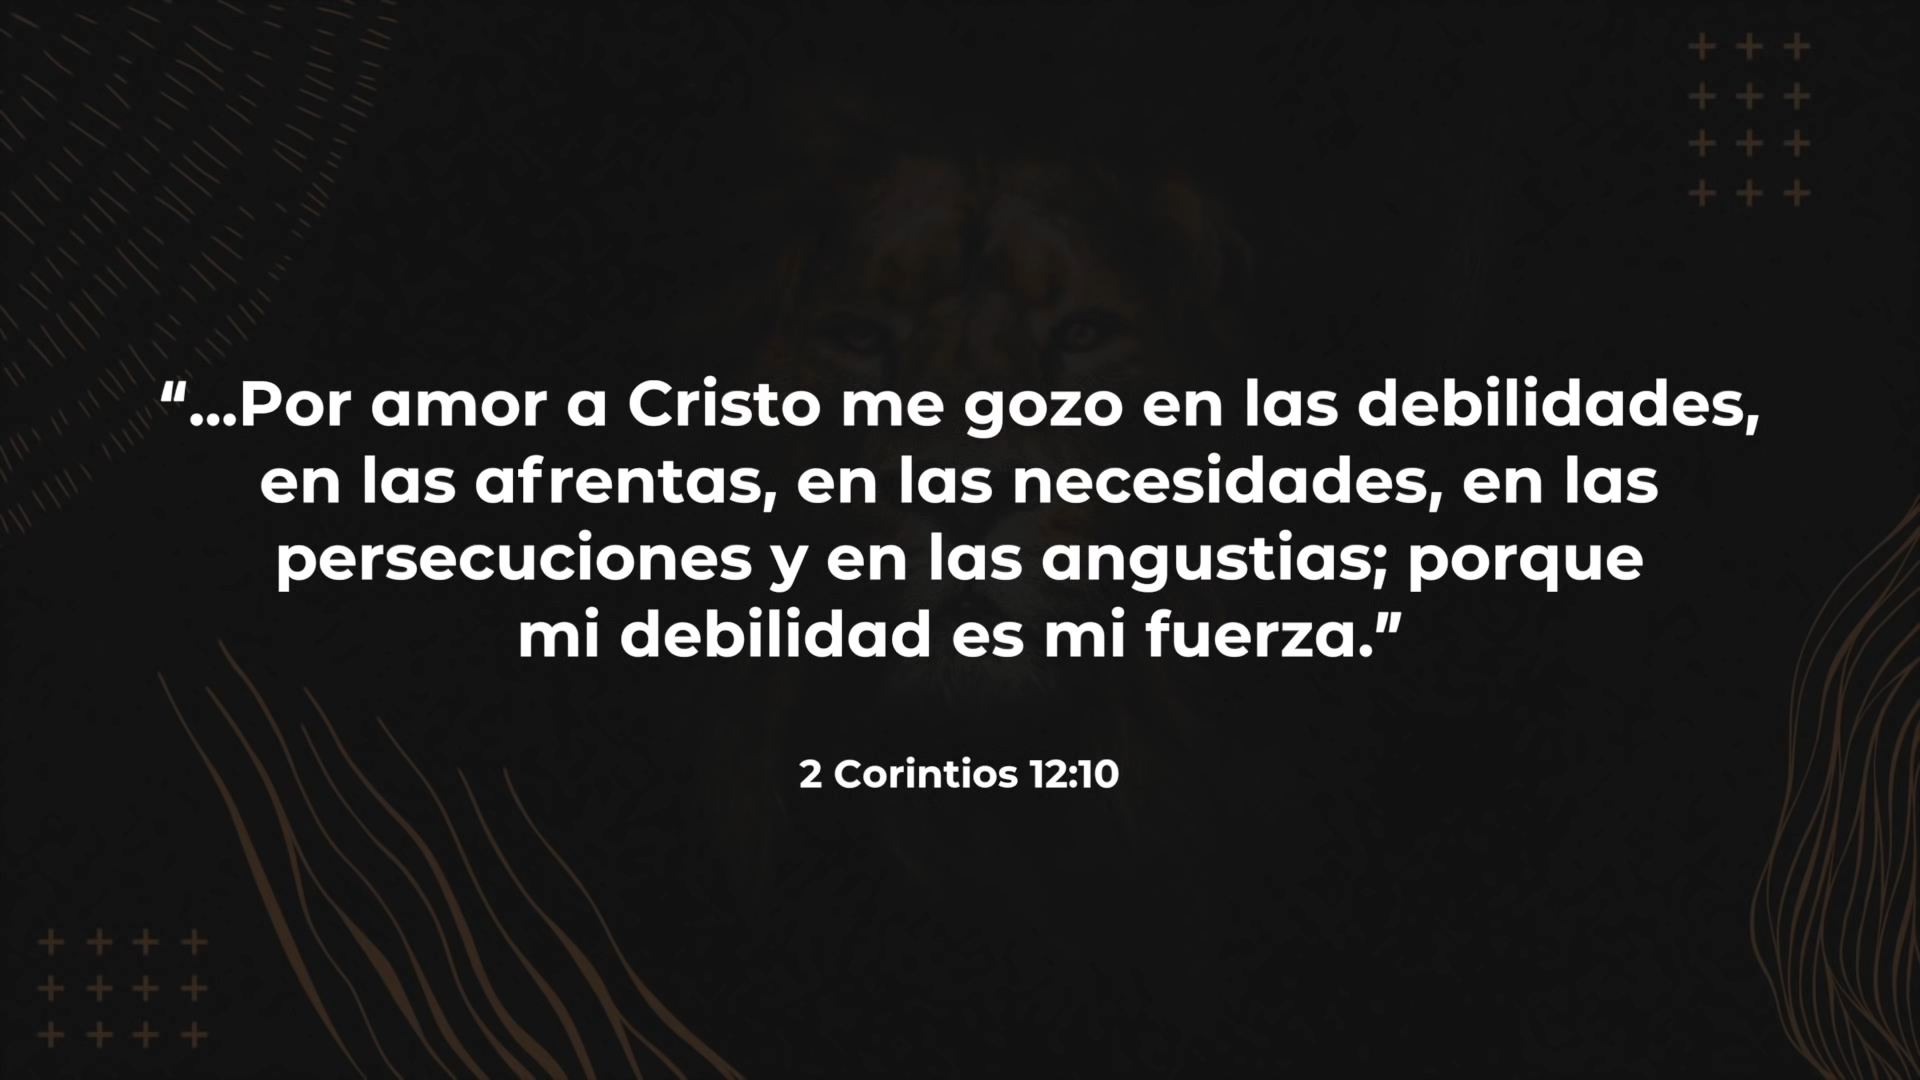 “...Por amor a Cristo me gozo en las debilidades,
en las afrentas, en las necesidades, en las
persecuciones y en las angustias; porque
mi debilidad es mi fuerza.”
2 Corintios 12:10